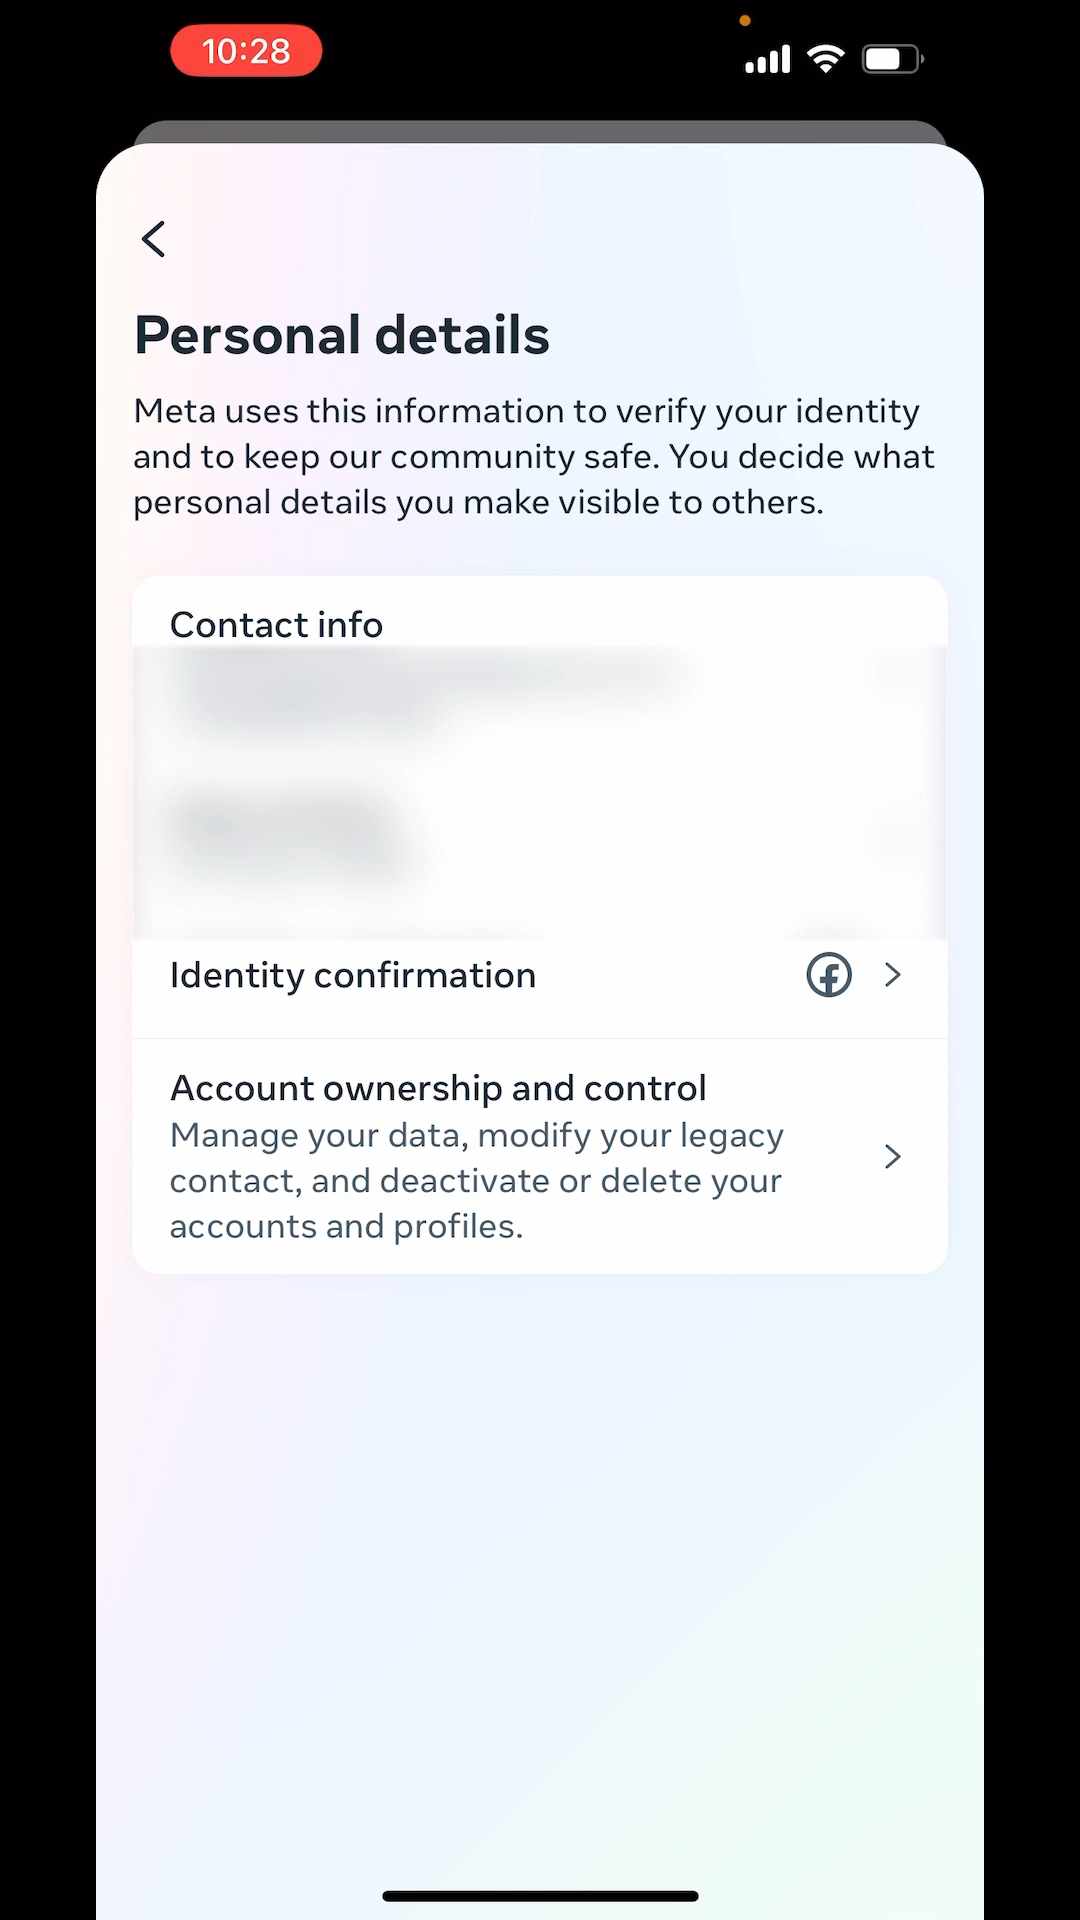 10:28
Personal details
Meta uses this information to verify your identity
and to keep our community safe. You decide what
personal details you make visible to others.
Contact info
Identity confirmation
Account ownership and control
Manage your data, modify your legacy
contact, and deactivate or delete your
accounts and profiles.